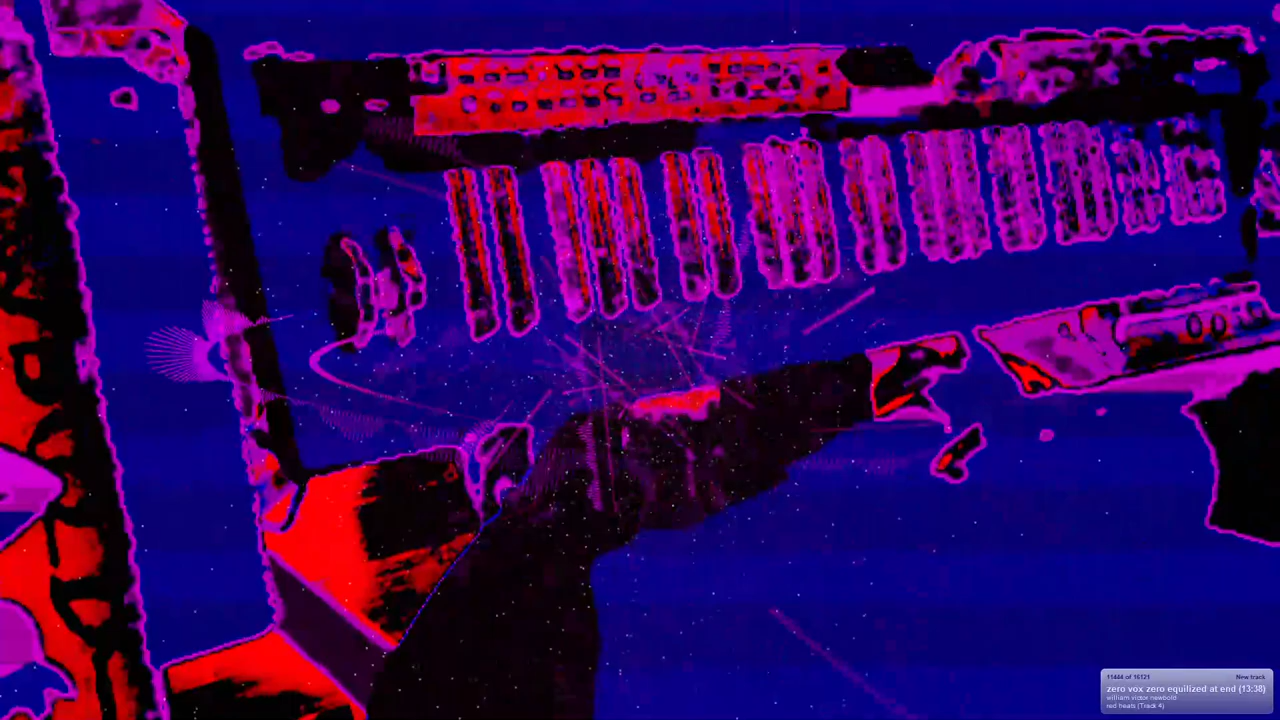 11444 of 16121 New track
zero vox zero equilized at end (13:38)
william victor newbold
red heats (Track 4)